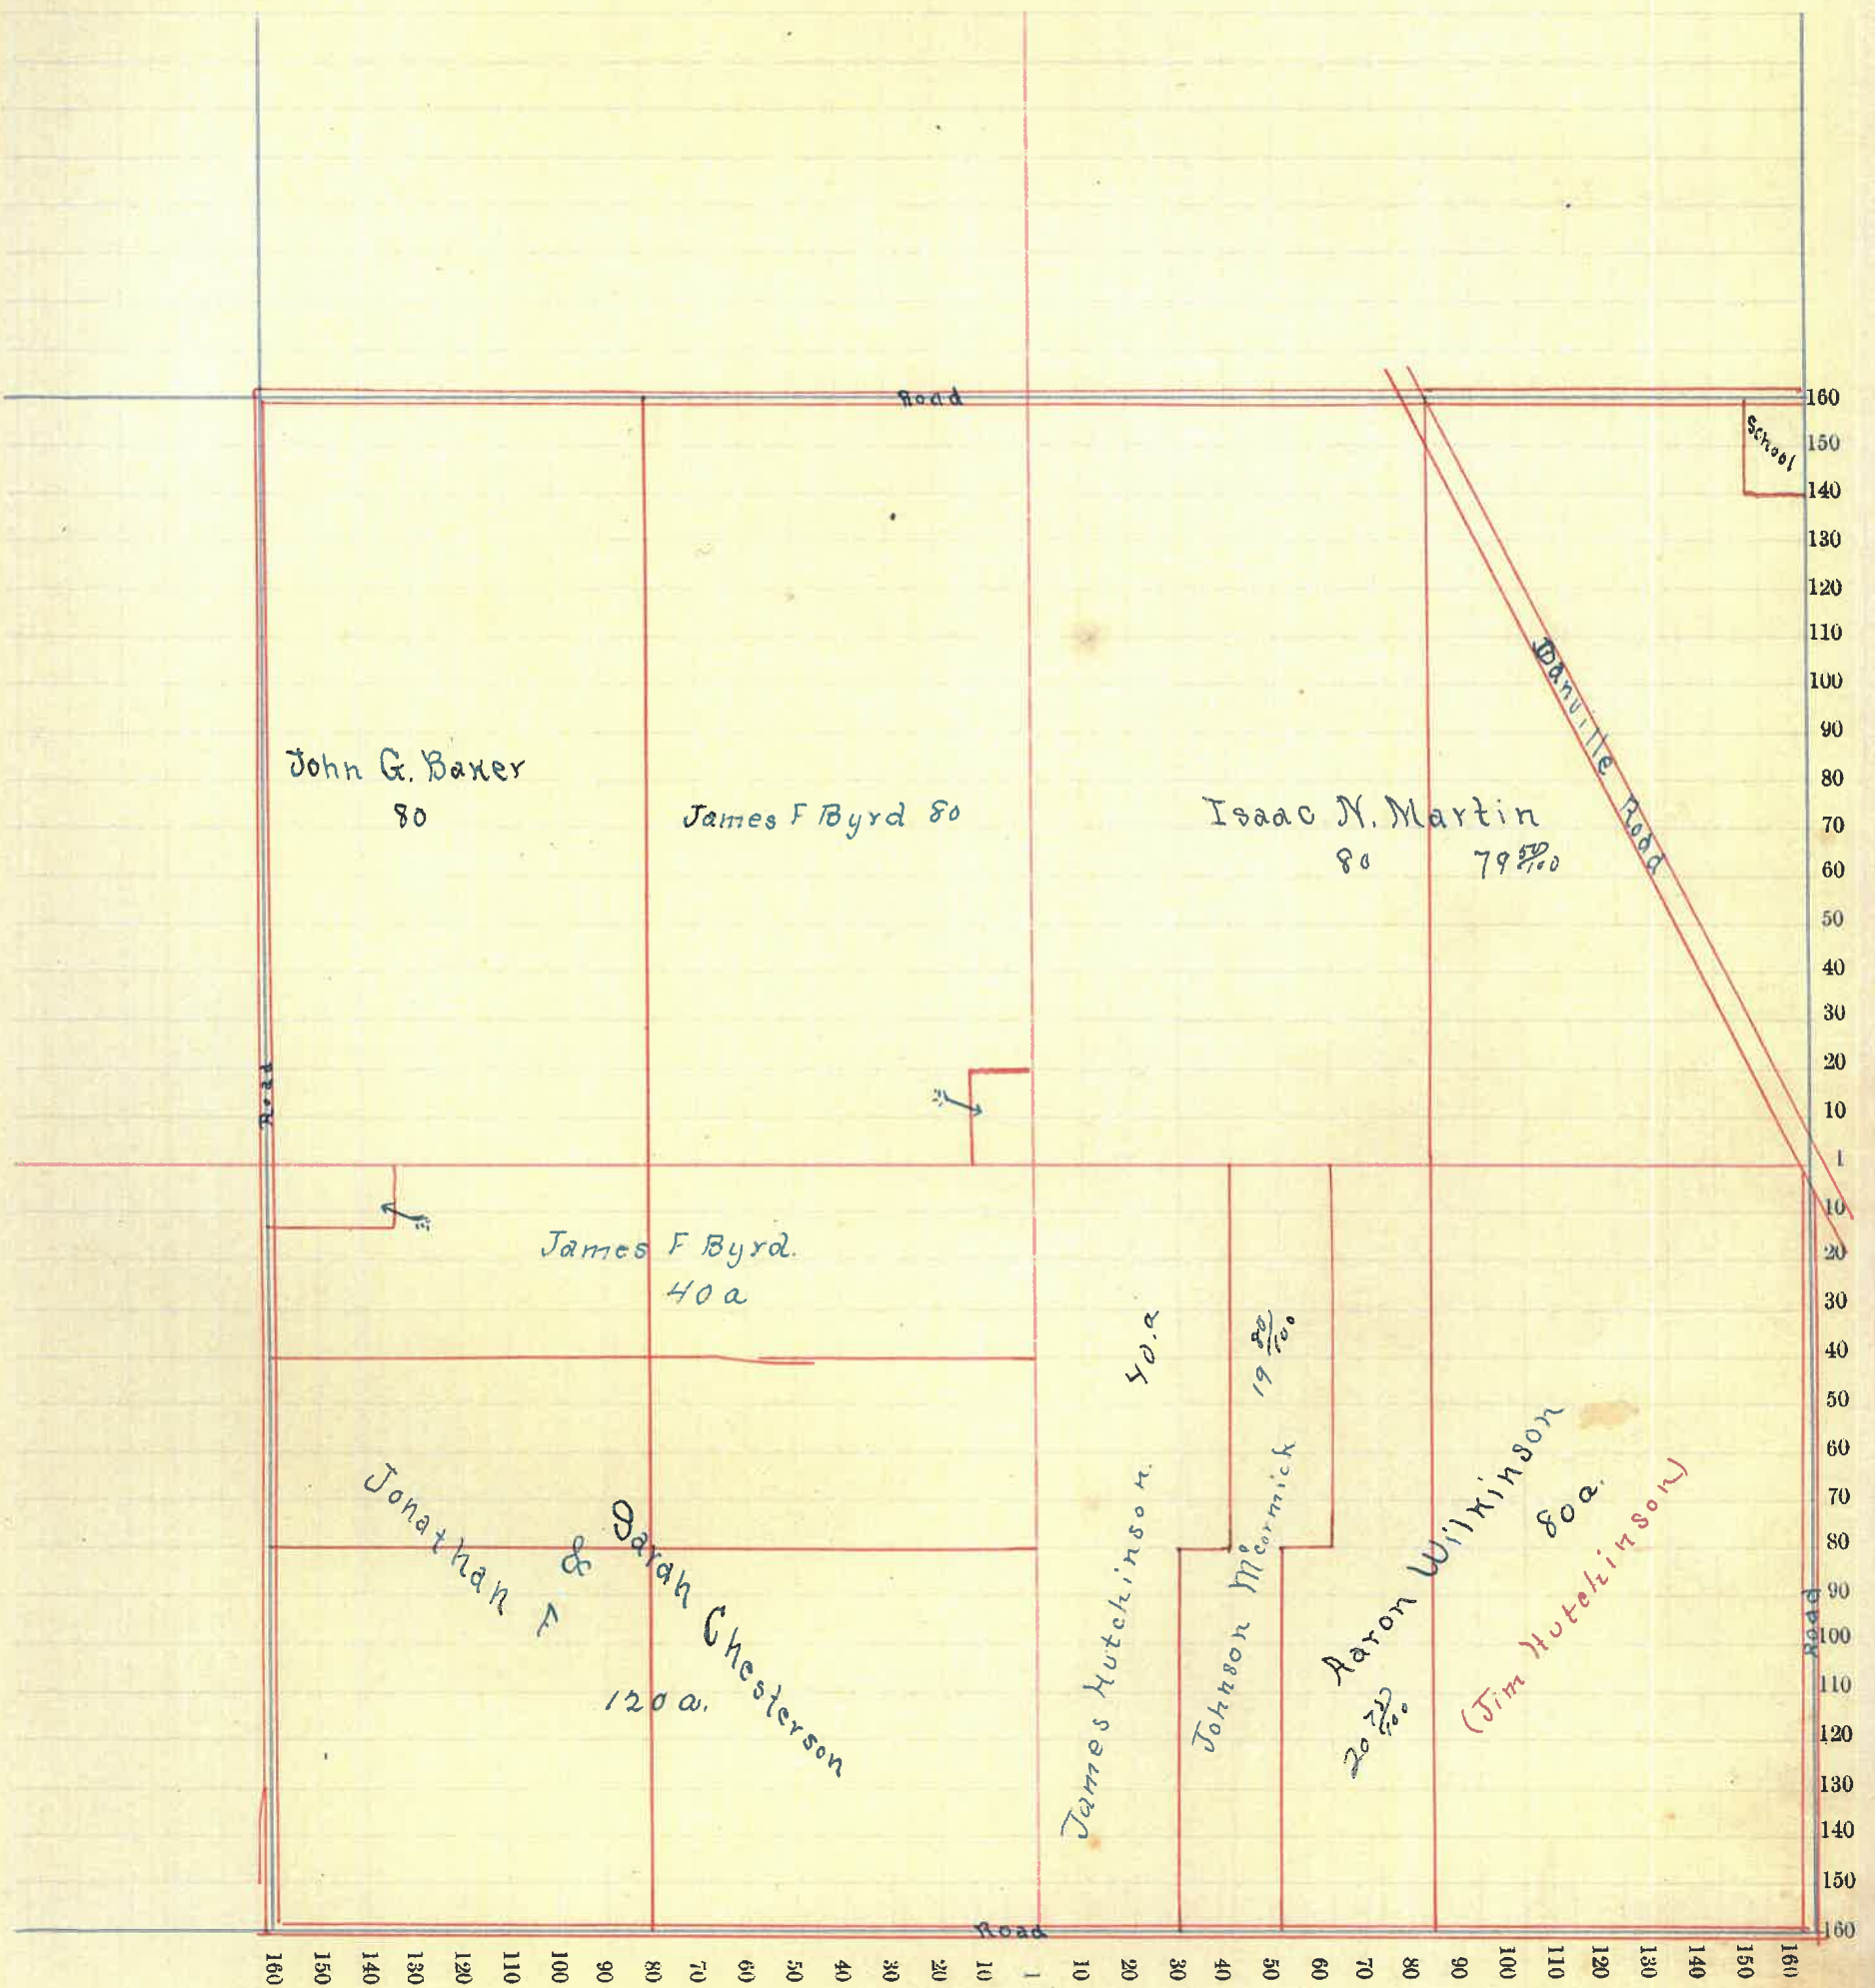 Road
School
Danville Road
John G. Baker
80
James F Byrd 80
Isaac N. Martin
80 79 50/100
Road
James F Byrd.
40 a
Jonathan F & Sarah Chesterson
120 a.
James Hutchinson. 40.a
Johnson McCormick 19 80/100
Aaron Wilkinson
80 a.
(Jim Hutchinson)
Road
Road
160
150
140
130
120
110
100
90
80
70
60
50
40
30
20
10
1
10
20
30
40
50
60
70
80
90
100
110
120
130
140
150
160
160 150 140 130 120 110 100 90 80 70 60 50 40 30 20 10 1 10 20 30 40 50 60 70 80 90 100 110 120 130 140 150 160